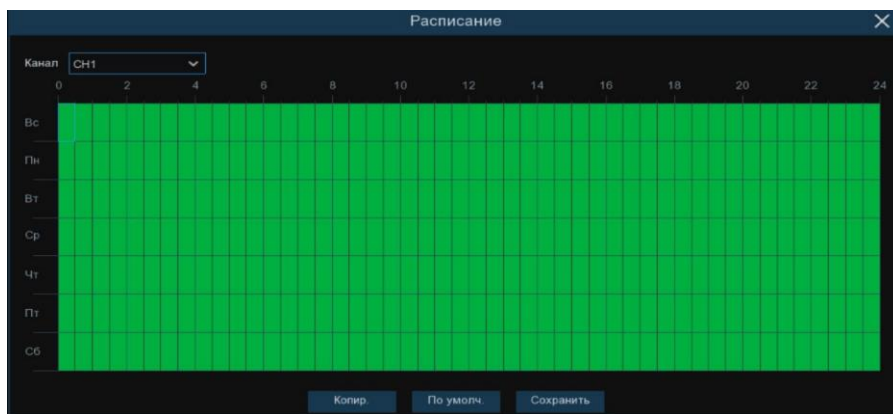 Расписание
Канал CH1
0 2 4 6 8 10 12 14 16 18 20 22 24
Вс
Пн
Вт
Ср
Чт
Пт
Сб
Копир. По умолч. Сохранить